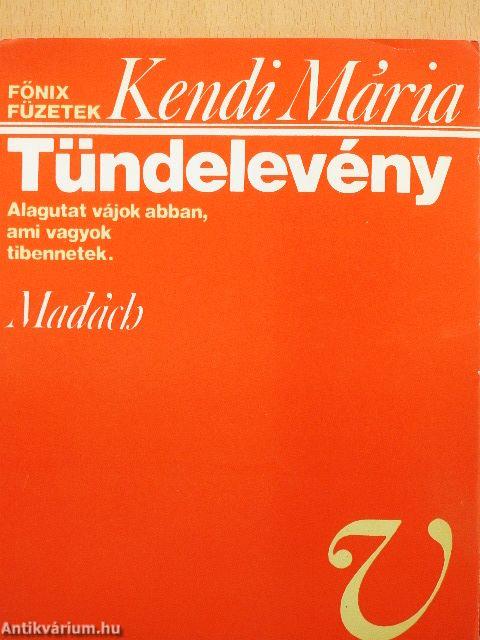 FŐNIX
FÜZETEK
Kendi Mária
Tündelevény
Alagutat vájok abban,
ami vagyok
tibennetek.
Madách
v
Antikvárium.hu